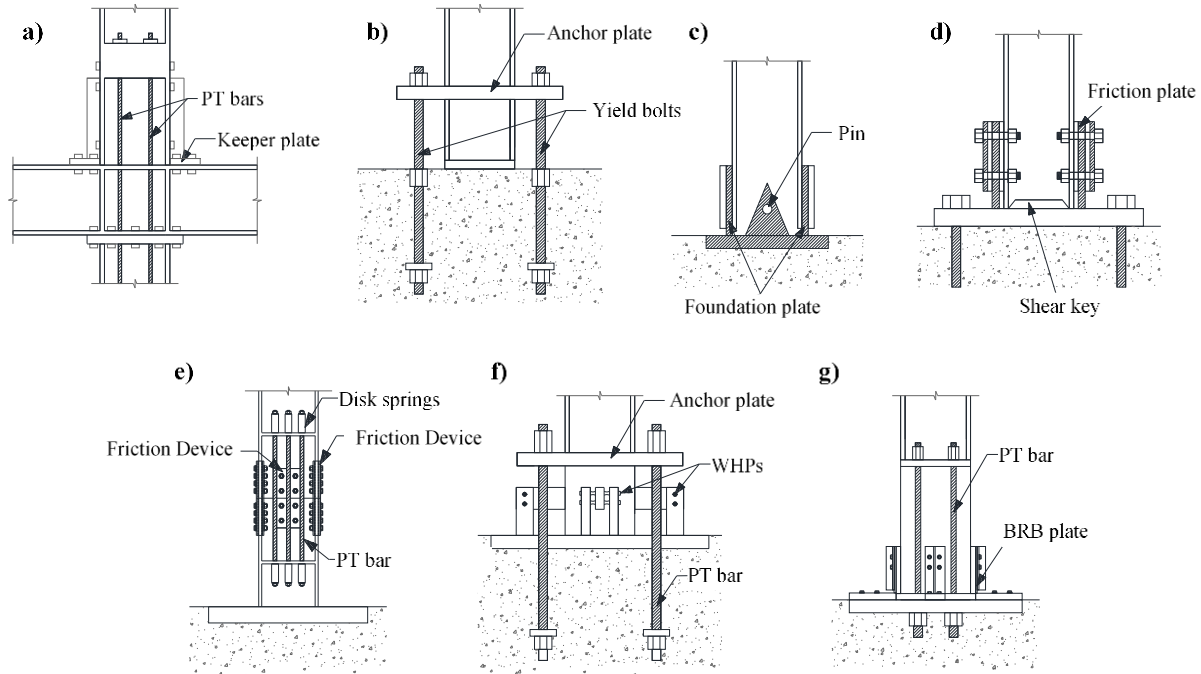 a)
PT bars
Keeper plate
b)
Anchor plate
Yield bolts
c)
Pin
Foundation plate
d)
Friction plate
Shear key
e)
Disk springs
Friction Device
Friction Device
PT bar
f)
Anchor plate
WHPs
PT bar
g)
PT bar
BRB plate